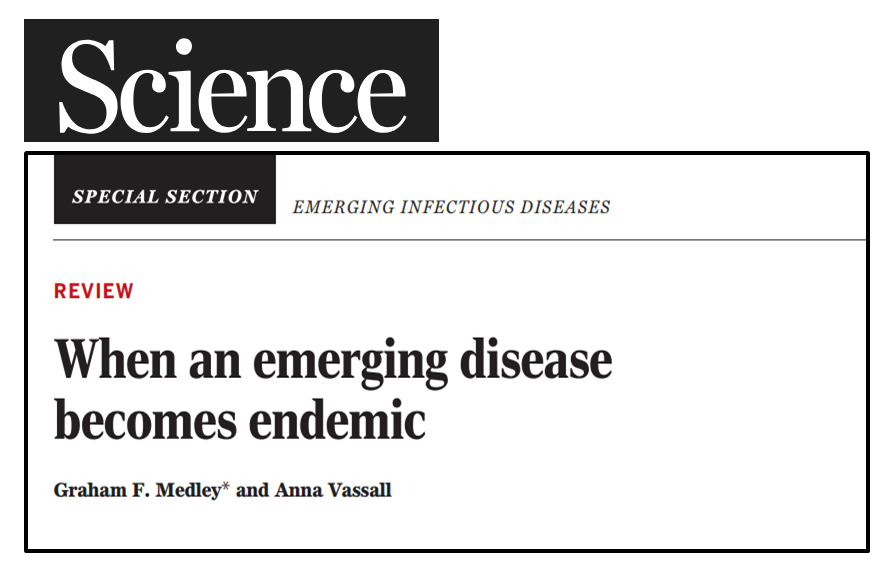 Science
SPECIAL SECTION
EMERGING INFECTIOUS DISEASES
REVIEW
When an emerging disease
becomes endemic
Graham F. Medley* and Anna Vassall